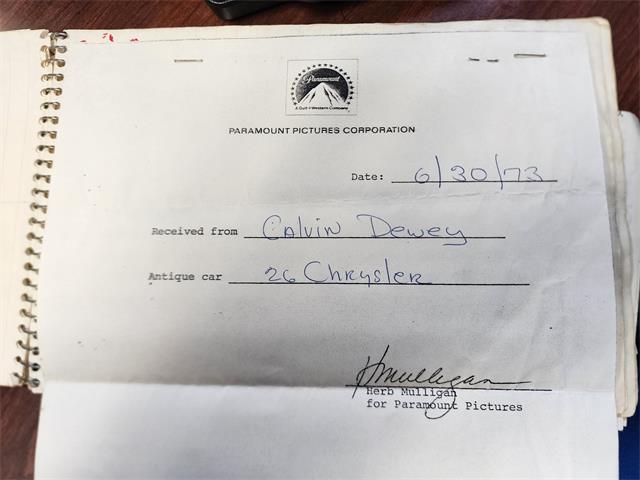 Paramount
A Gulf+Western Company
PARAMOUNT PICTURES CORPORATION
Date: 6/30/73
Received from Calvin Dewey
Antique car 26 Chrysler
HMulligan
Herb Mulligan
for Paramount Pictures